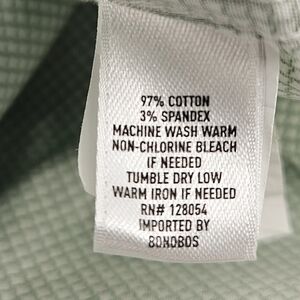 97% COTTON
3% SPANDEX
MACHINE WASH WARM
NON-CHLORINE BLEACH
IF NEEDED
TUMBLE DRY LOW
WARM IRON IF NEEDED
RN# 128054
IMPORTED BY
BONOBOS